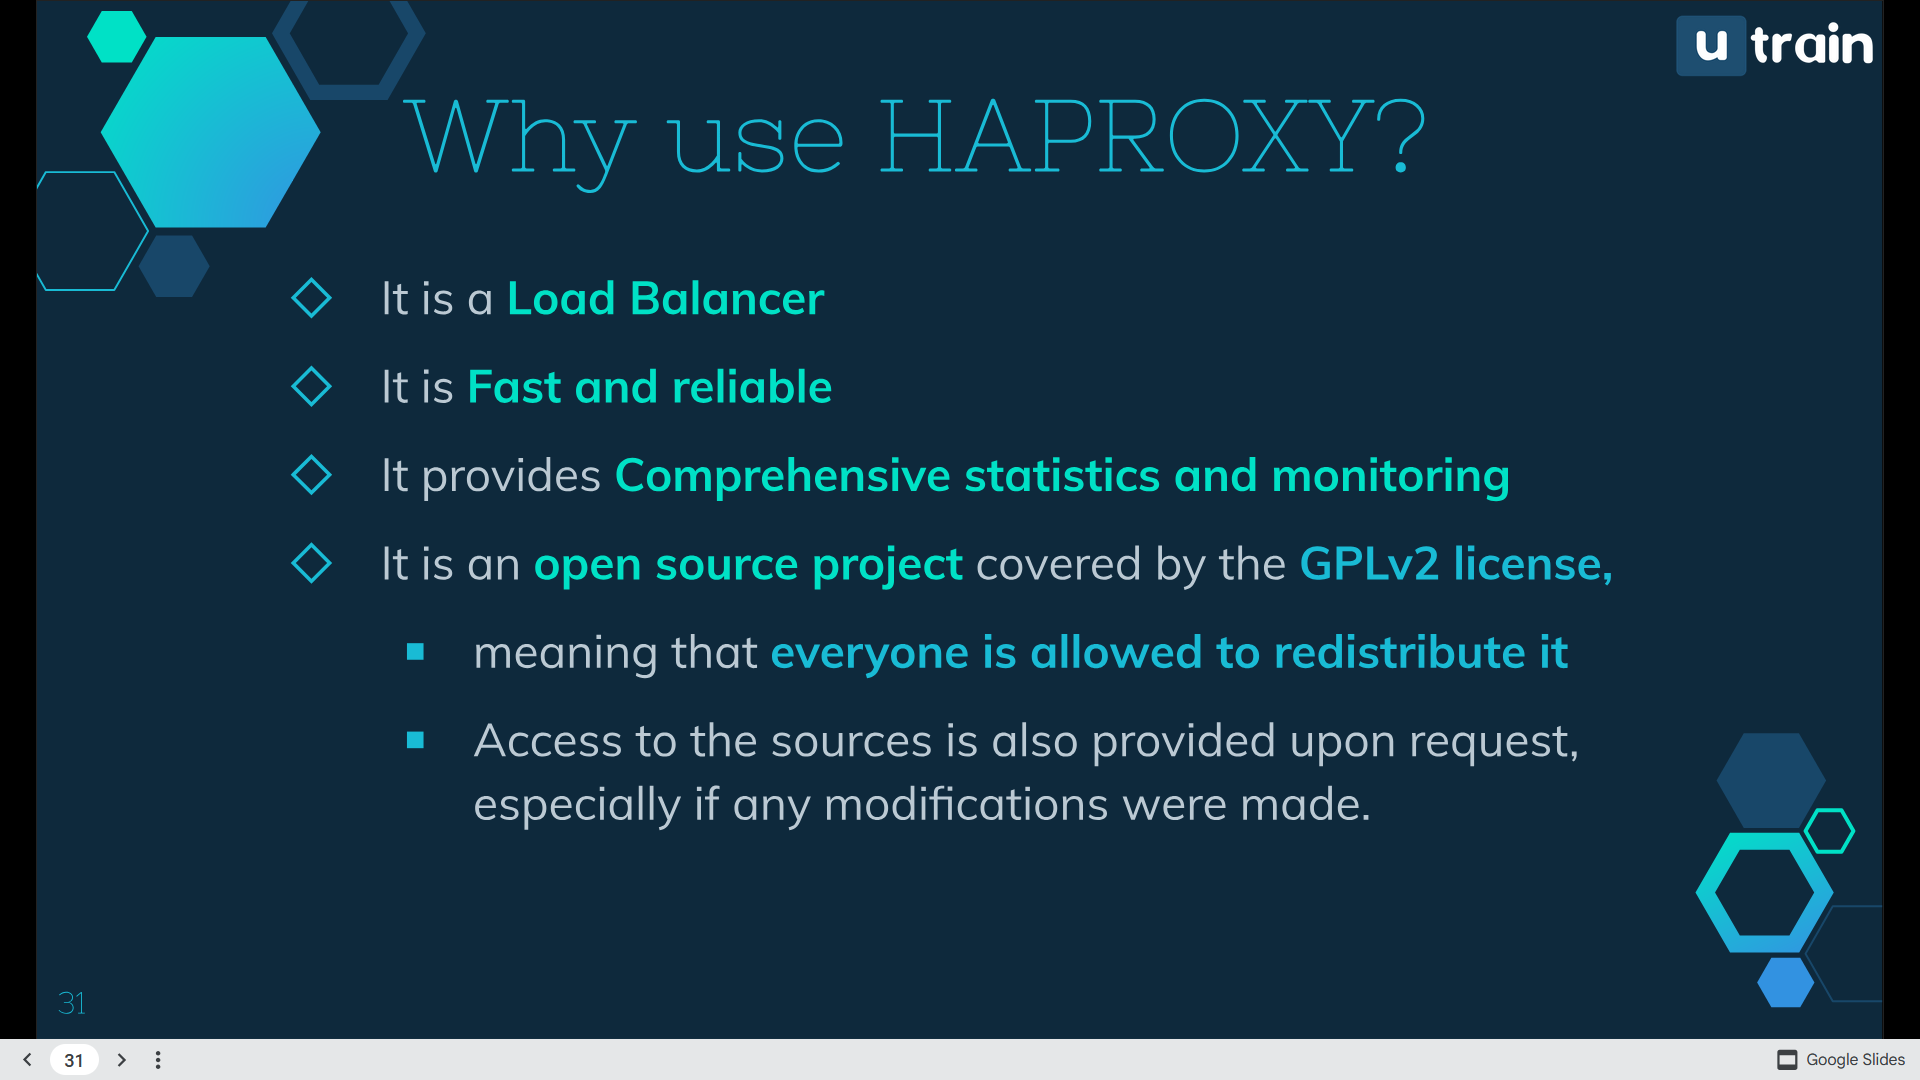 u train
Why use HAPROXY?
It is a Load Balancer
It is Fast and reliable
It provides Comprehensive statistics and monitoring
It is an open source project covered by the GPLv2 license,
meaning that everyone is allowed to redistribute it
Access to the sources is also provided upon request,
especially if any modifications were made.
31
31
Google Slides